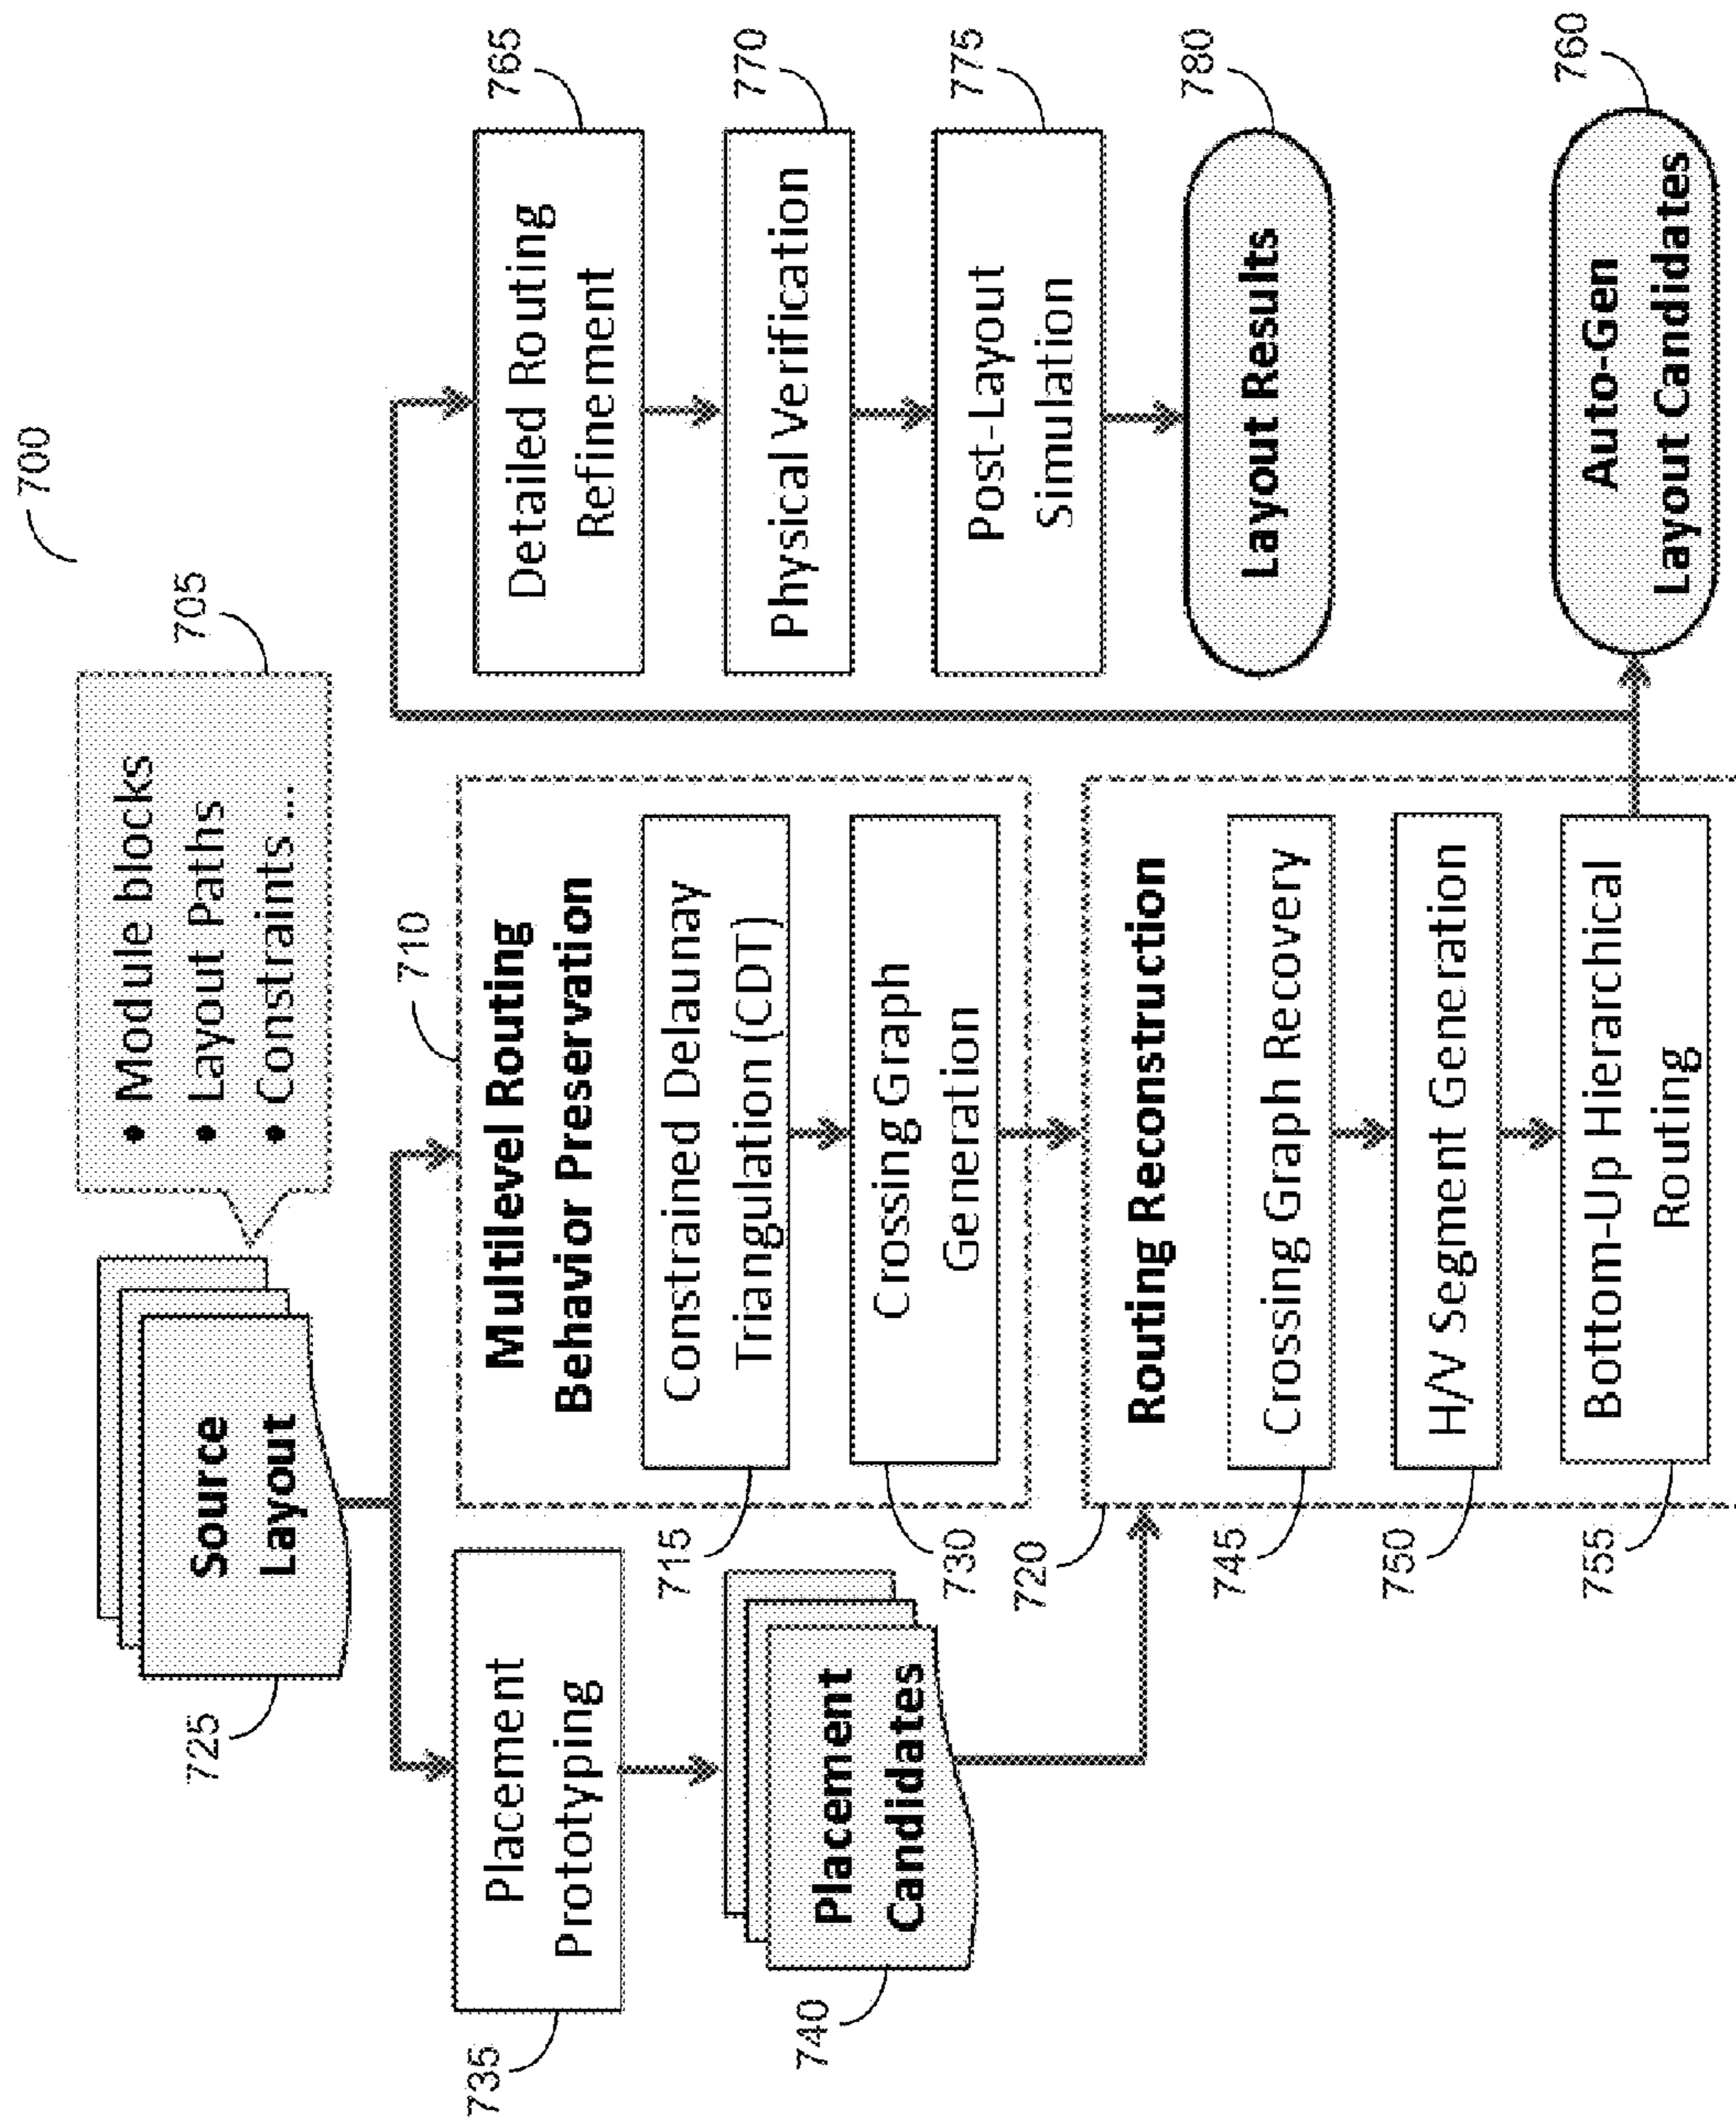 700
• Module blocks
• Layout Paths
• Constraints ...
705
Source
Layout
725
Placement
Prototyping
735
Placement
Candidates
740
710
Multilevel Routing
Behavior Preservation
Constrained Delaunay
Triangulation (CDT)
715
Crossing Graph
Generation
730
720
Routing Reconstruction
Crossing Graph Recovery
745
H/V Segment Generation
750
Bottom-Up Hierarchical
Routing
755
Detailed Routing
Refinement
765
Physical Verification
770
Post-Layout
Simulation
775
Layout Results
780
Auto-Gen
Layout Candidates
760